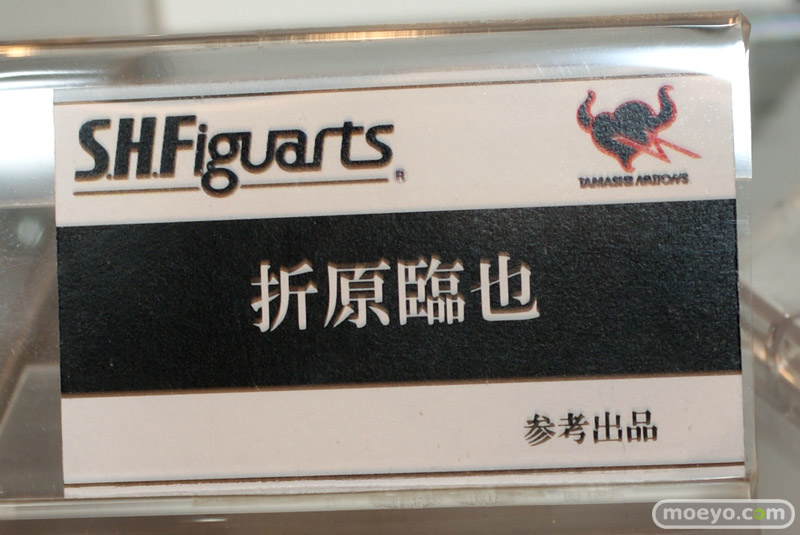 S.H.Figuarts®
TAMASHII NATIONS
折原臨也
参考出品
moeyo.com